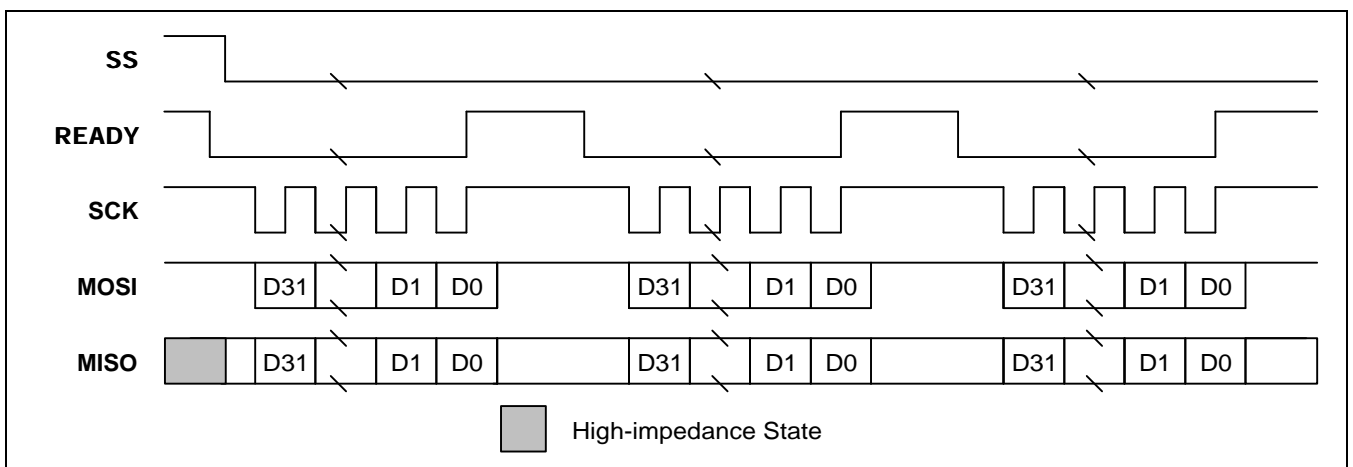 SS
READY
SCK
MOSI D31 D1 D0 D31 D1 D0 D31 D1 D0
MISO D31 D1 D0 D31 D1 D0 D31 D1 D0
High-impedance State